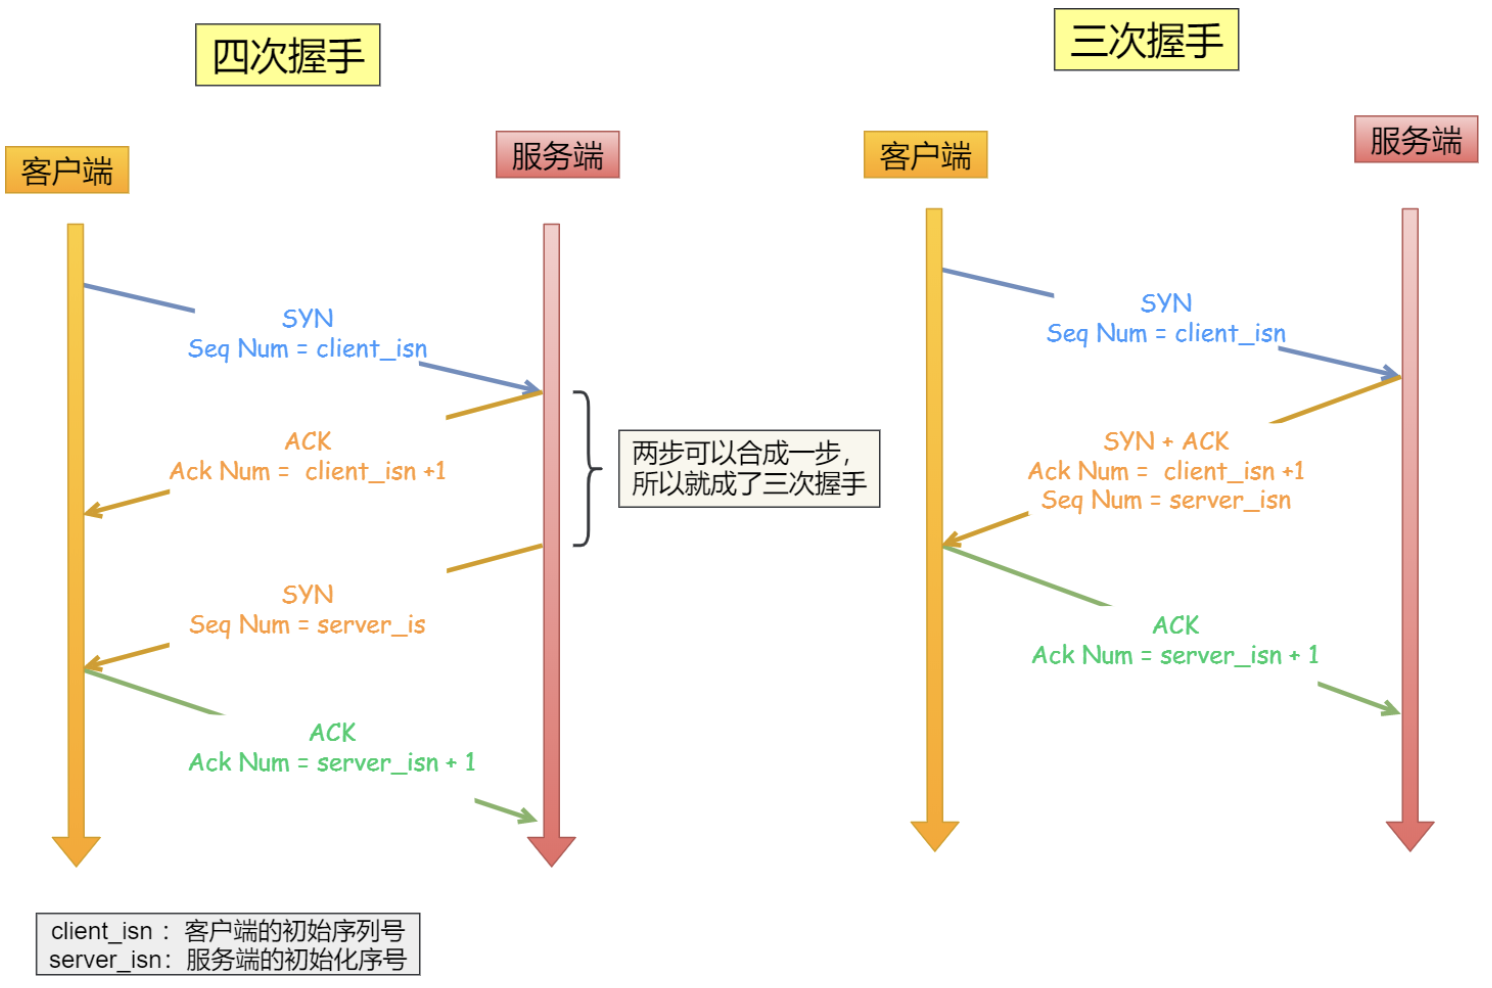 四次握手
客户端
服务端
SYN
Seq Num = client_isn
ACK
Ack Num = client_isn +1
SYN
Seq Num = server_is
ACK
Ack Num = server_isn + 1
两步可以合成一步，
所以就成了三次握手
client_isn ： 客户端的初始序列号
server_isn： 服务端的初始化序号
三次握手
客户端
服务端
SYN
Seq Num = client_isn
SYN + ACK
Ack Num = client_isn +1
Seq Num = server_isn
ACK
Ack Num = server_isn + 1